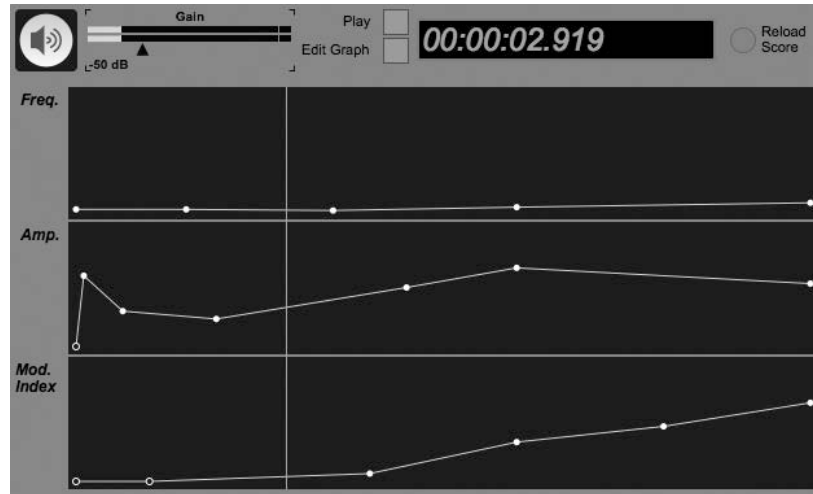 Gain
-50 dB
Play
Edit Graph
00:00:02.919
Reload
Score
Freq.
Amp.
Mod.
Index